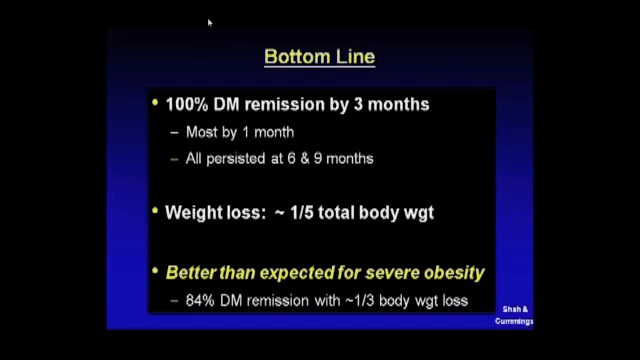 Bottom Line
• 100% DM remission by 3 months
– Most by 1 month
– All persisted at 6 & 9 months
• Weight loss: ~ 1/5 total body wgt
• Better than expected for severe obesity
– 84% DM remission with ~1/3 body wgt loss
Shah &
Cummings